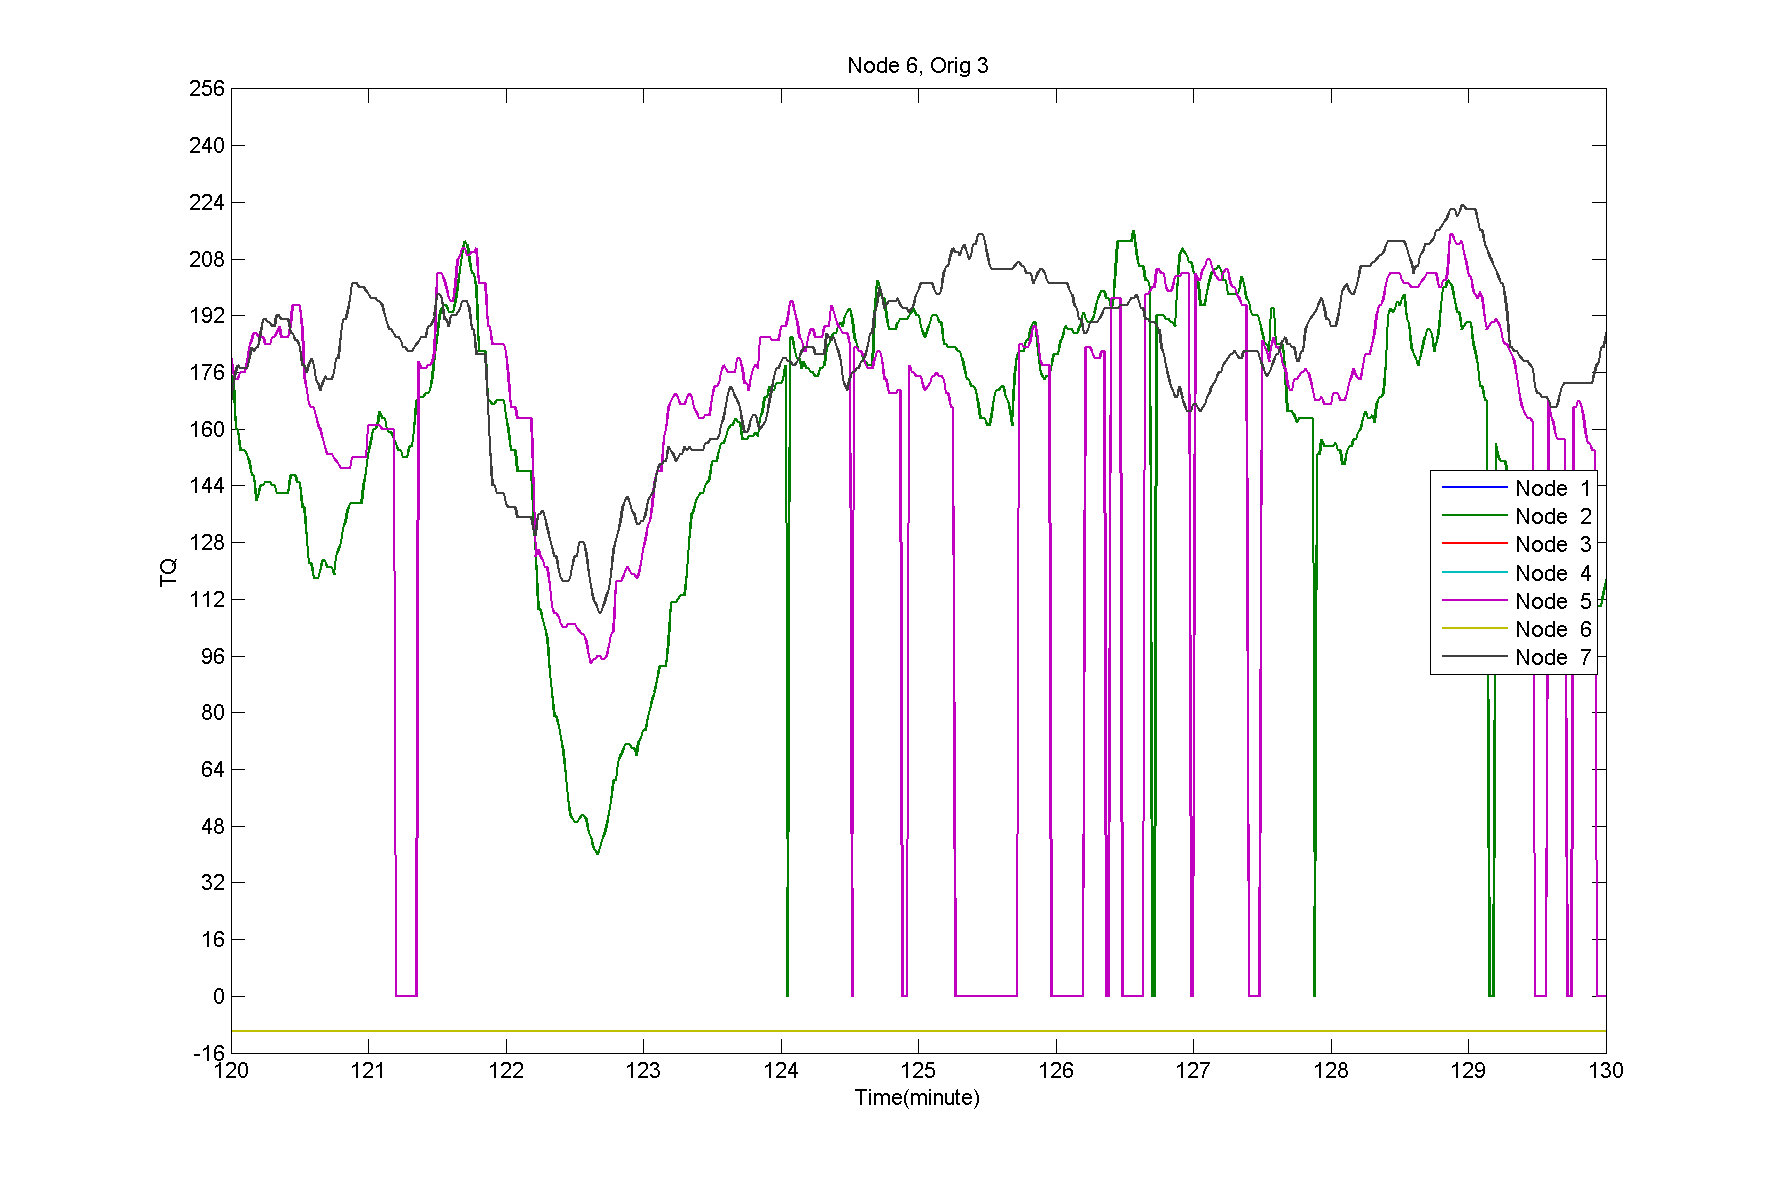 Node 6, Orig 3
256
240
224
208
192
176
160
144
128
112
96
80
64
48
32
16
0
-16
TQ
Node 1
Node 2
Node 3
Node 4
Node 5
Node 6
Node 7
120 121 122 123 124 125 126 127 128 129 130
Time(minute)